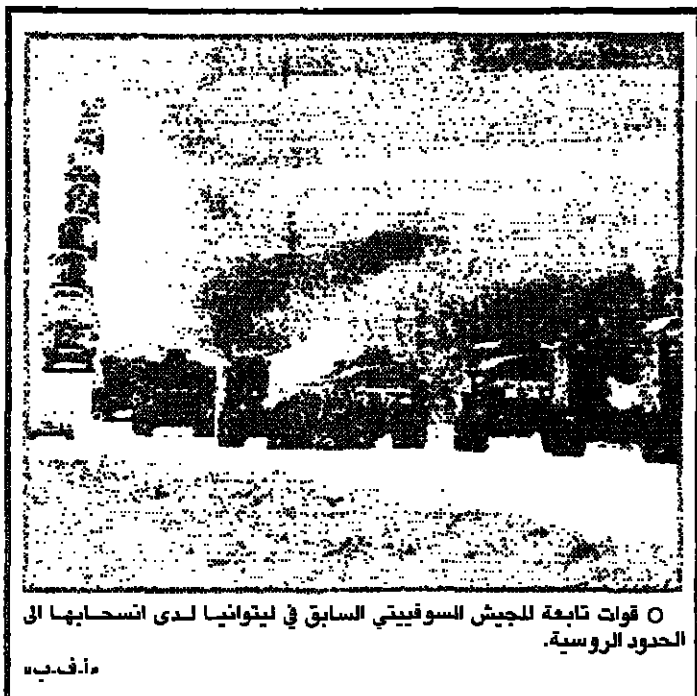 ○ قوات تابعة للجيش السوفييتي السابق في ليتوانيا لدى انسحابها الى
الحدود الروسية.
«أ.ف.ب»